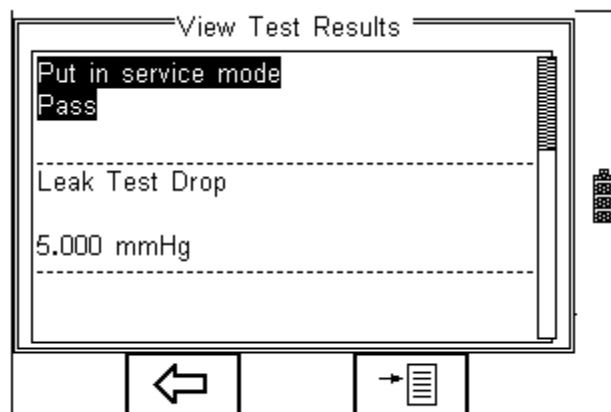 View Test Results
Put in service mode
Pass
Leak Test Drop
5.000 mmHg